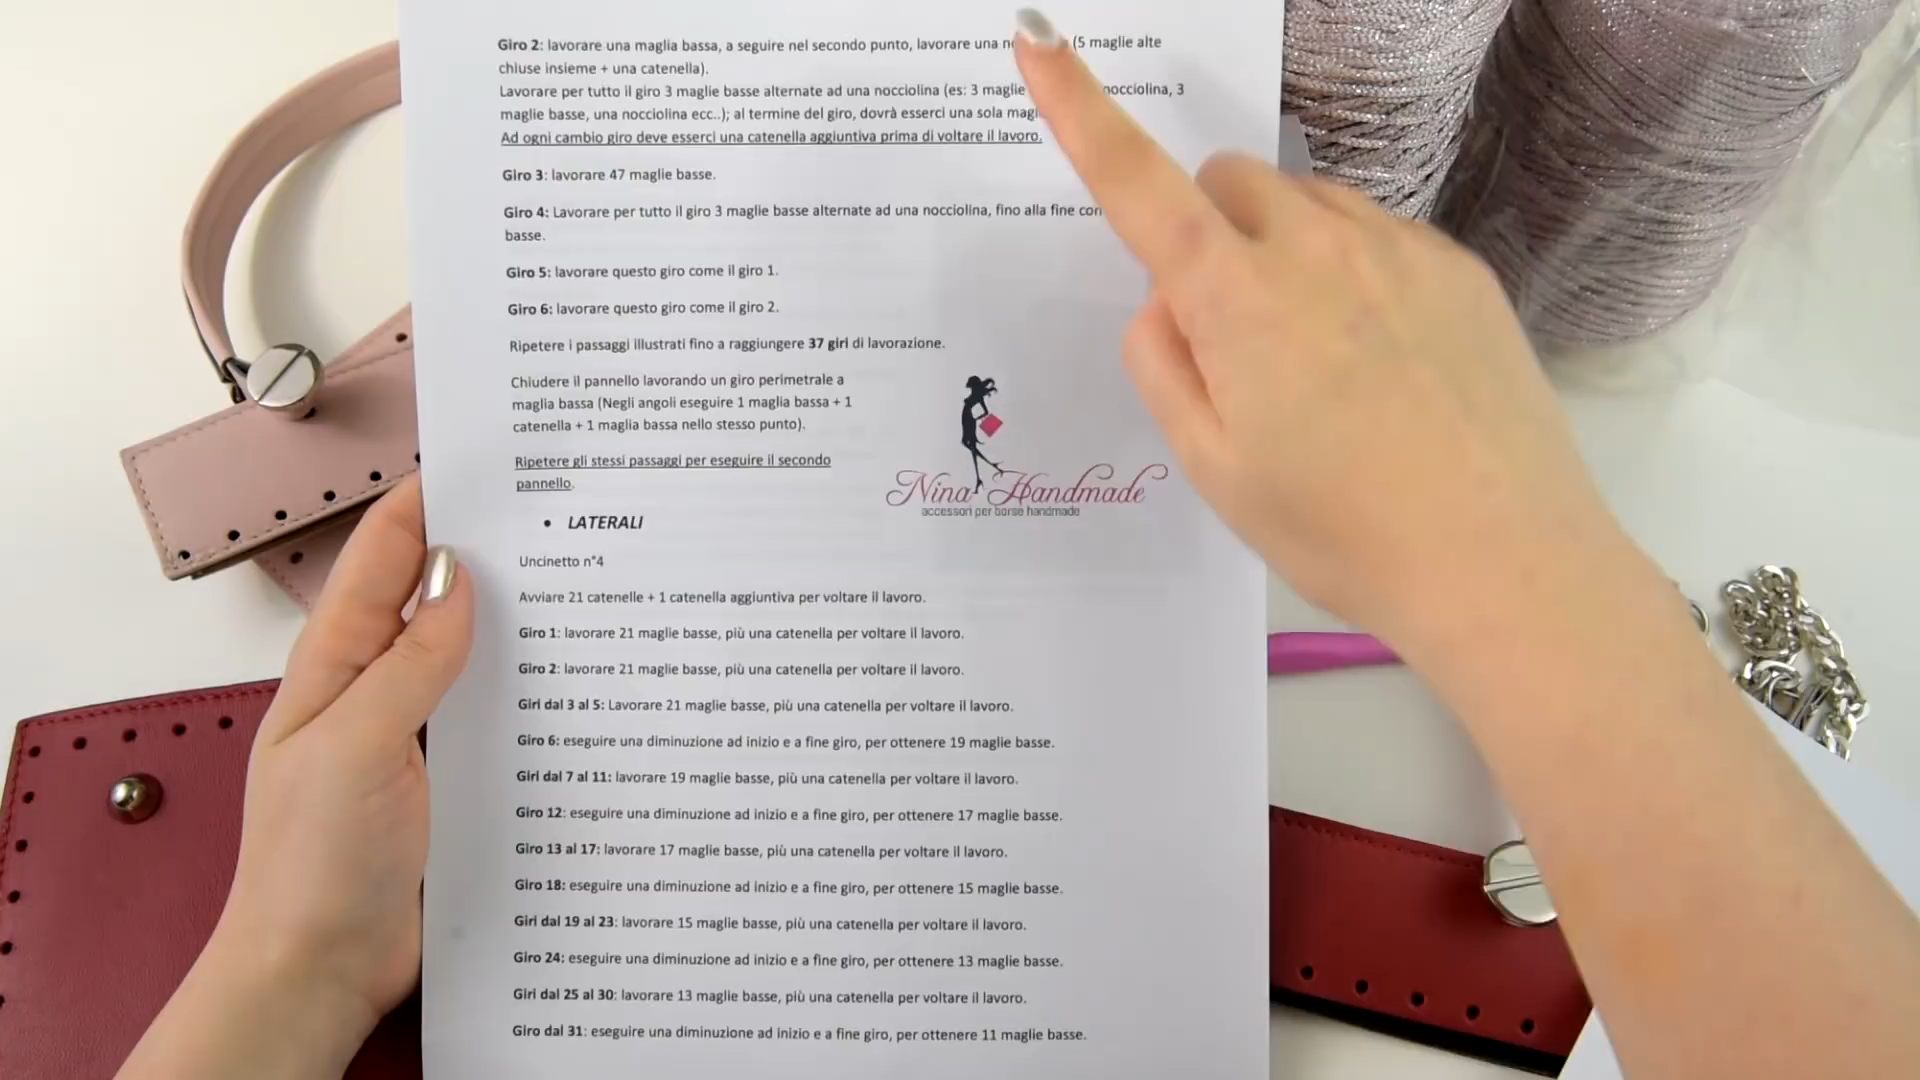 Giro 2: lavorare una maglia bassa, a seguire nel secondo punto, lavorare una (5 maglie alte
chiuse insieme + una catenella).
Lavorare per tutto il giro 3 maglie basse alternate ad una nocciolina (es: 3 maglie nocciolina, 3
maglie basse, una nocciolina ecc..); al termine del giro, dovrà esserci una sola
Ad ogni cambio giro deve esserci una catenella aggiuntiva prima di voltare il lavoro.
Giro 3: lavorare 47 maglie basse.
Giro 4: Lavorare per tutto il giro 3 maglie basse alternate ad una nocciolina, fino alla fine
basse.
Giro 5: lavorare questo giro come il giro 1.
Giro 6: lavorare questo giro come il giro 2.
Ripetere i passaggi illustrati fino a raggiungere 37 giri di lavorazione.
Chiudere il pannello lavorando un giro perimetrale a
maglia bassa (Negli angoli eseguire 1 maglia bassa + 1
catenella + 1 maglia bassa nello stesso punto).
Ripetere gli stessi passaggi per eseguire il secondo
pannello.
Nina Handmade
accessori per borse handmade
• LATERALI
Uncinetto n°4
Avviare 21 catenelle + 1 catenella aggiuntiva per voltare il lavoro.
Giro 1: lavorare 21 maglie basse, più una catenella per voltare il lavoro.
Giro 2: lavorare 21 maglie basse, più una catenella per voltare il lavoro.
Giri dal 3 al 5: Lavorare 21 maglie basse, più una catenella per voltare il lavoro.
Giro 6: eseguire una diminuzione ad inizio e a fine giro, per ottenere 19 maglie basse.
Giri dal 7 al 11: lavorare 19 maglie basse, più una catenella per voltare il lavoro.
Giro 12: eseguire una diminuzione ad inizio e a fine giro, per ottenere 17 maglie basse.
Giro 13 al 17: lavorare 17 maglie basse, più una catenella per voltare il lavoro.
Giro 18: eseguire una diminuzione ad inizio e a fine giro, per ottenere 15 maglie basse.
Giri dal 19 al 23: lavorare 15 maglie basse, più una catenella per voltare il lavoro.
Giro 24: eseguire una diminuzione ad inizio e a fine giro, per ottenere 13 maglie basse.
Giri dal 25 al 30: lavorare 13 maglie basse, più una catenella per voltare il lavoro.
Giro dal 31: eseguire una diminuzione ad inizio e a fine giro, per ottenere 11 maglie basse.